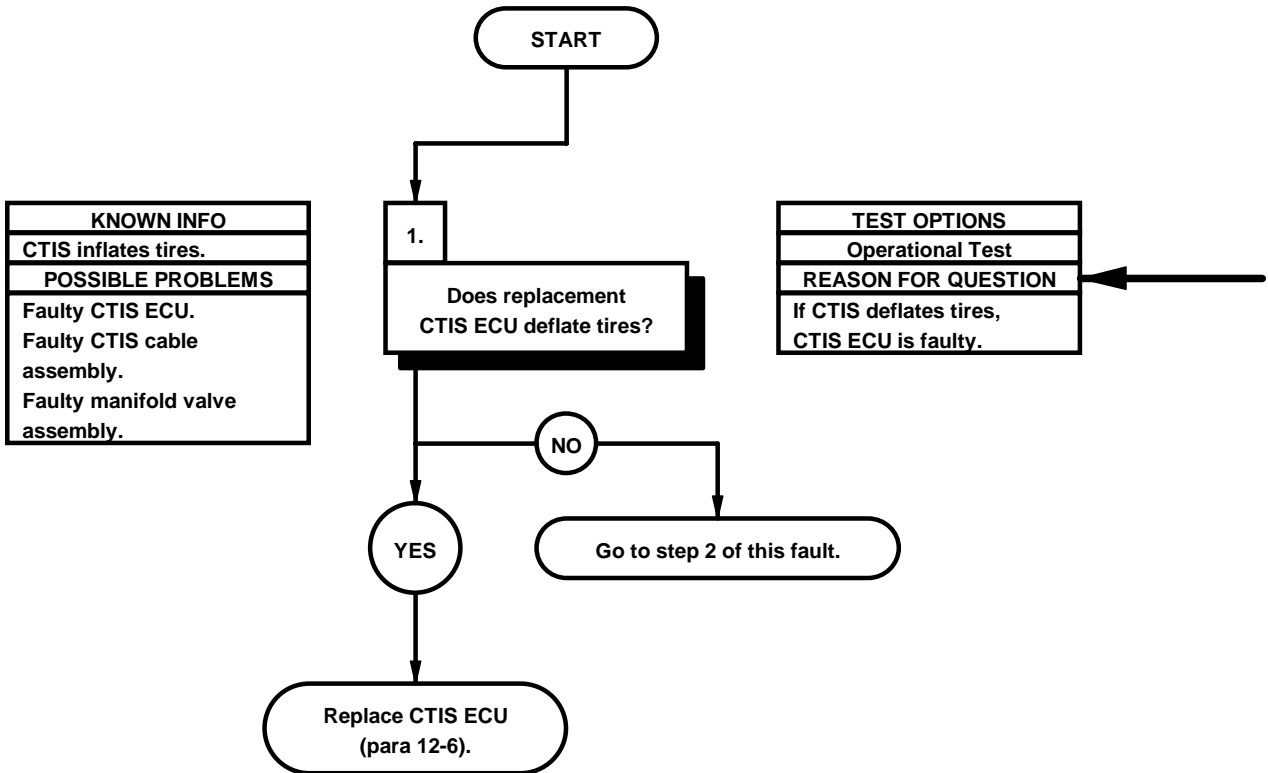 START
KNOWN INFO
CTIS inflates tires.
POSSIBLE PROBLEMS
Faulty CTIS ECU.
Faulty CTIS cable
assembly.
Faulty manifold valve
assembly.
1.
Does replacement
CTIS ECU deflate tires?
TEST OPTIONS
Operational Test
REASON FOR QUESTION
If CTIS deflates tires,
CTIS ECU is faulty.
NO
YES
Go to step 2 of this fault.
Replace CTIS ECU
(para 12-6).